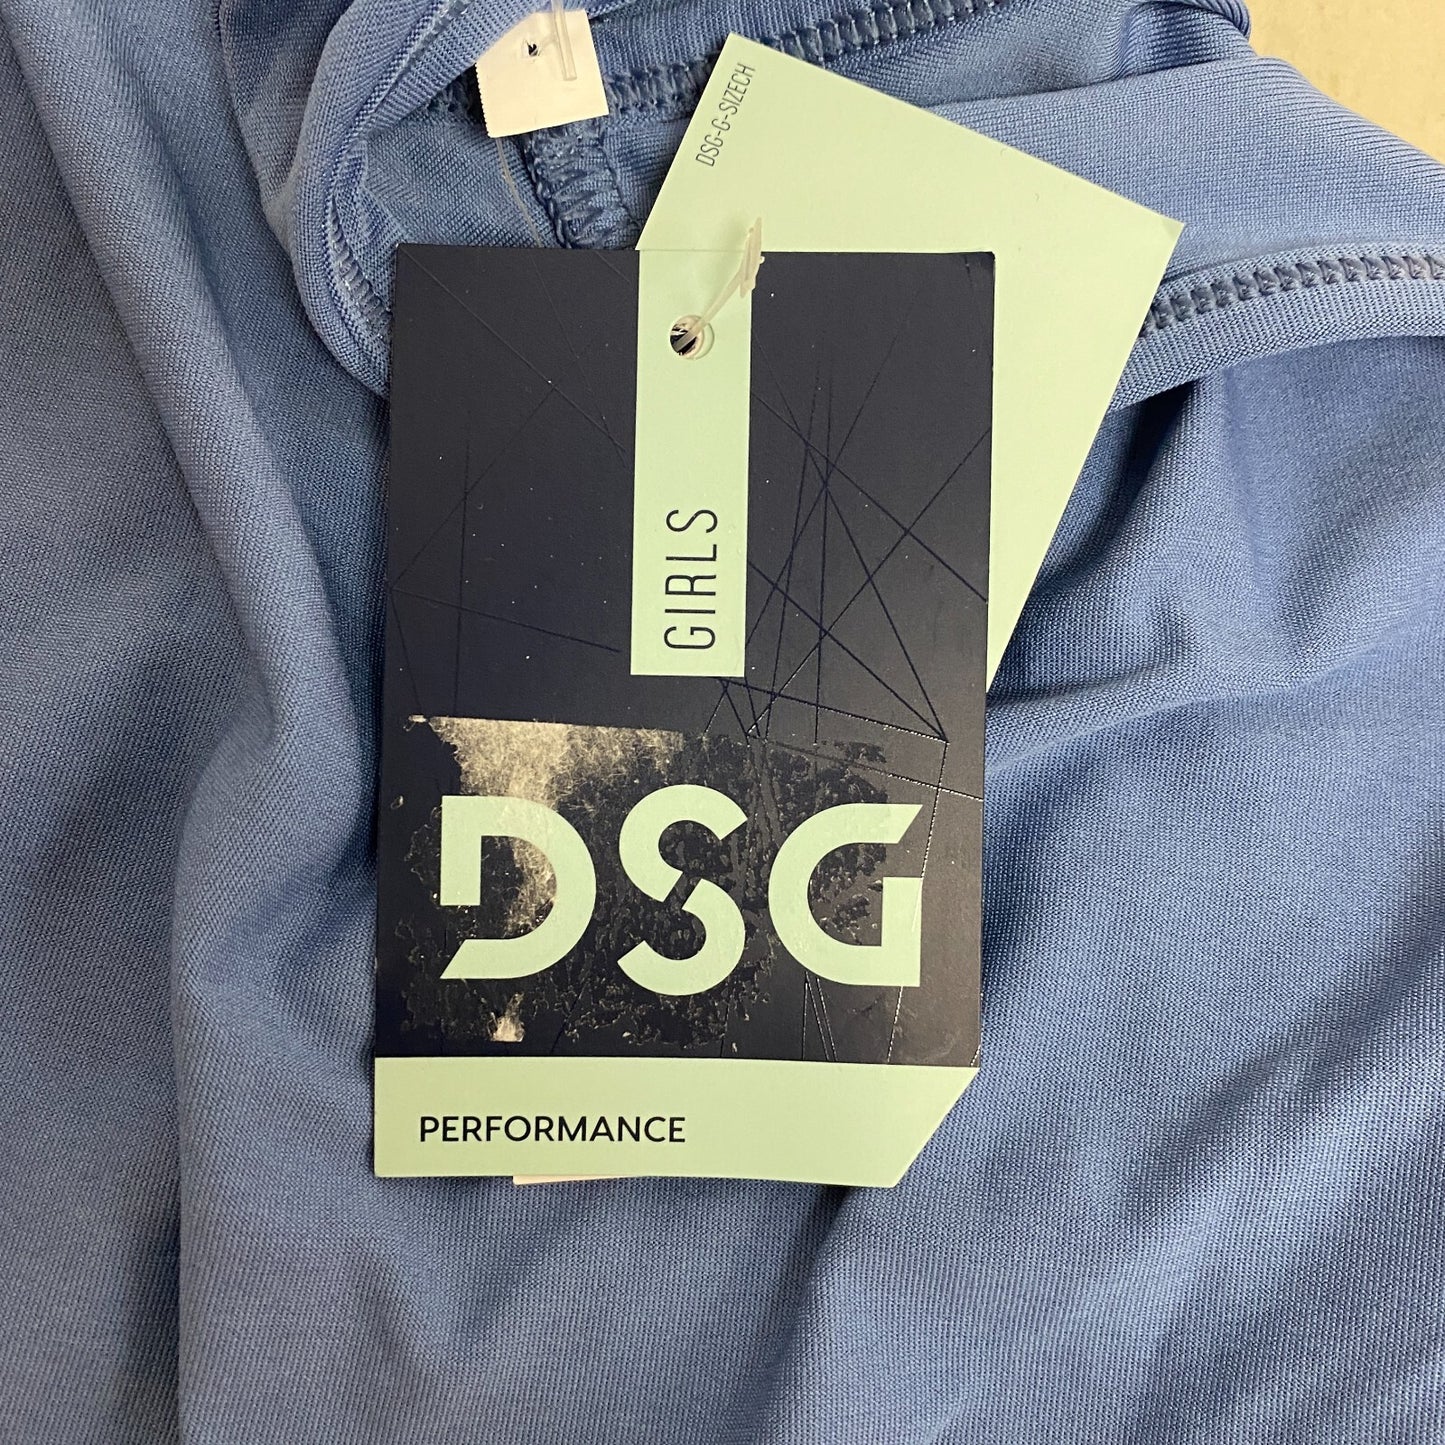 DSG-G-SIZECH
GIRLS
DSG
PERFORMANCE